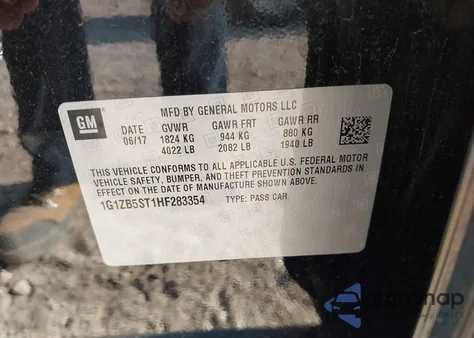 GM
MFD BY GENERAL MOTORS LLC
DATE GVWR GAWR FRT GAWR RR
06/17 1824 KG 944 KG 880 KG
4022 LB 2082 LB 1940 LB
THIS VEHICLE CONFORMS TO ALL APPLICABLE U.S. FEDERAL MOTOR
VEHICLE SAFETY, BUMPER, AND THEFT PREVENTION STANDARDS IN
EFFECT ON THE DATE OF MANUFACTURE SHOWN ABOVE.
1G1ZB5ST1HF283354 TYPE: PASS CAR